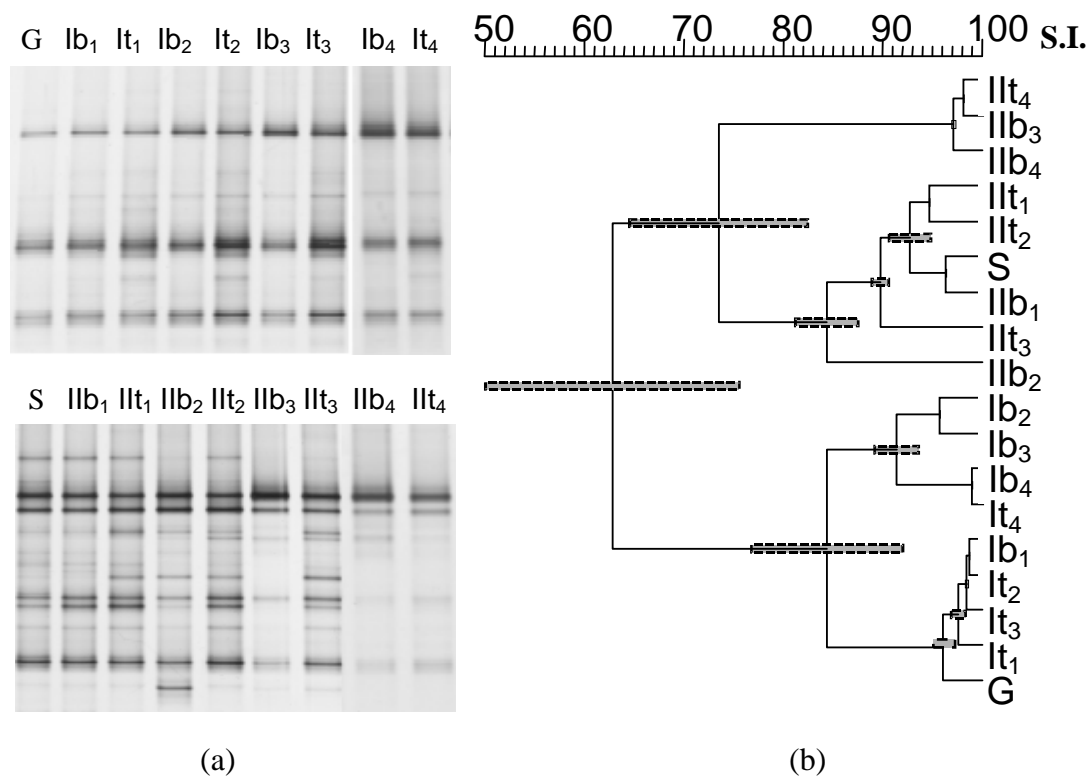 G Ib₁ It₁ Ib₂ It₂ Ib₃ It₃ Ib₄ It₄
S IIb₁ IIt₁ IIb₂ IIt₂ IIb₃ IIt₃ IIb₄ IIt₄
(a)
50 60 70 80 90 100 S.I.
IIt₄
IIb₃
IIb₄
IIt₁
IIt₂
S
IIb₁
IIt₃
IIb₂
Ib₂
Ib₃
Ib₄
It₄
Ib₁
It₂
It₃
It₁
G
(b)